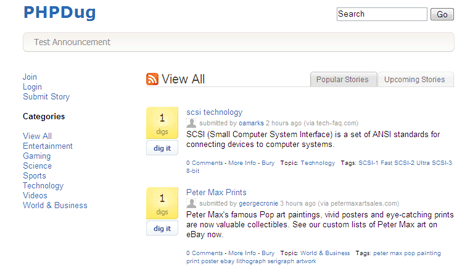 PHPDug
Search
Go
Test Announcement
Join
Login
Submit Story
Categories
View All
Entertainment
Gaming
Science
Sports
Technology
Videos
World & Business
View All
Popular Stories
Upcoming Stories
1
digs
dig it
scsi technology
submitted by oamarks 2 hours ago (via tech-faq.com)
SCSI (Small Computer System Interface) is a set of ANSI standards for
connecting devices to computer systems.
0 Comments - More Info - Bury Topic: Technology Tags: SCSI-1 Fast SCSI-2 Ultra SCSI-3
8-bit
1
digs
dig it
Peter Max Prints
submitted by georgecronie 3 hours ago (via petermaxartsales.com)
Peter Max's famous Pop art paintings, vivid posters and eye-catching prints
are now valuable collectibles. See our custom lists of Peter Max art on
eBay now.
0 Comments - More Info - Bury Topic: World & Business Tags: peter max pop painting
print poster ebay lithograph serigraph artwork